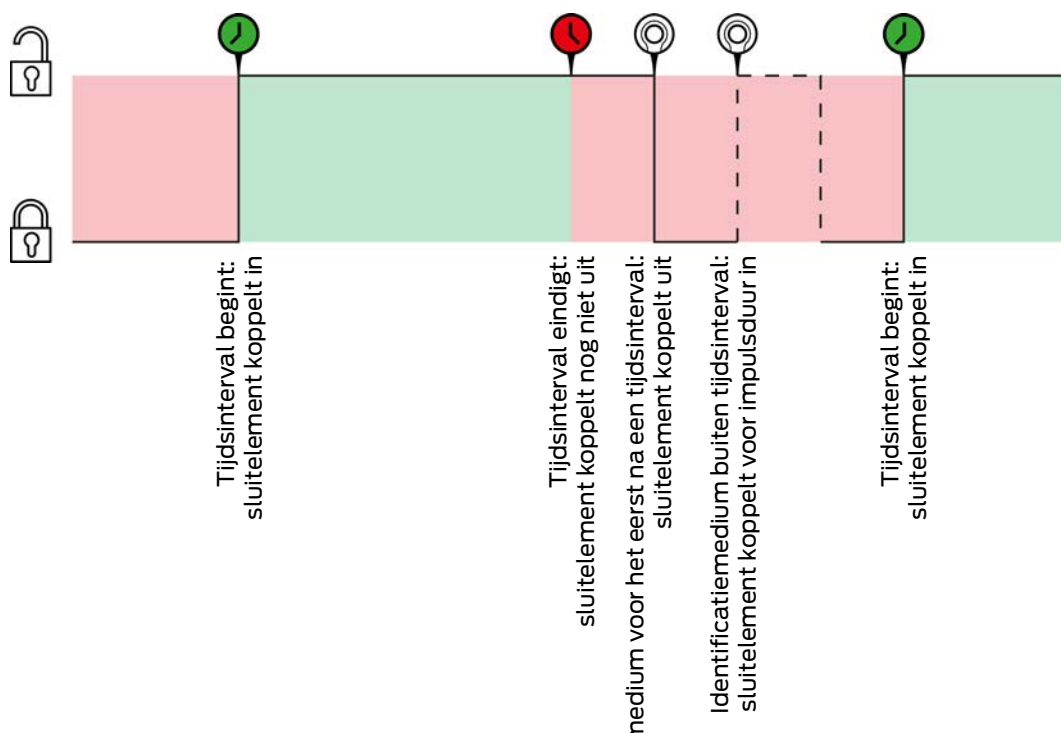 Tijdsinterval begint:
sluitelement koppelt in
Tijdsinterval eindigt:
sluitelement koppelt nog niet uit
medium voor het eerst na een tijdsinterval:
sluitelement koppelt uit
Identificatiemedium buiten tijdsinterval:
sluitelement koppelt voor impulsduur in
Tijdsinterval begint:
sluitelement koppelt in